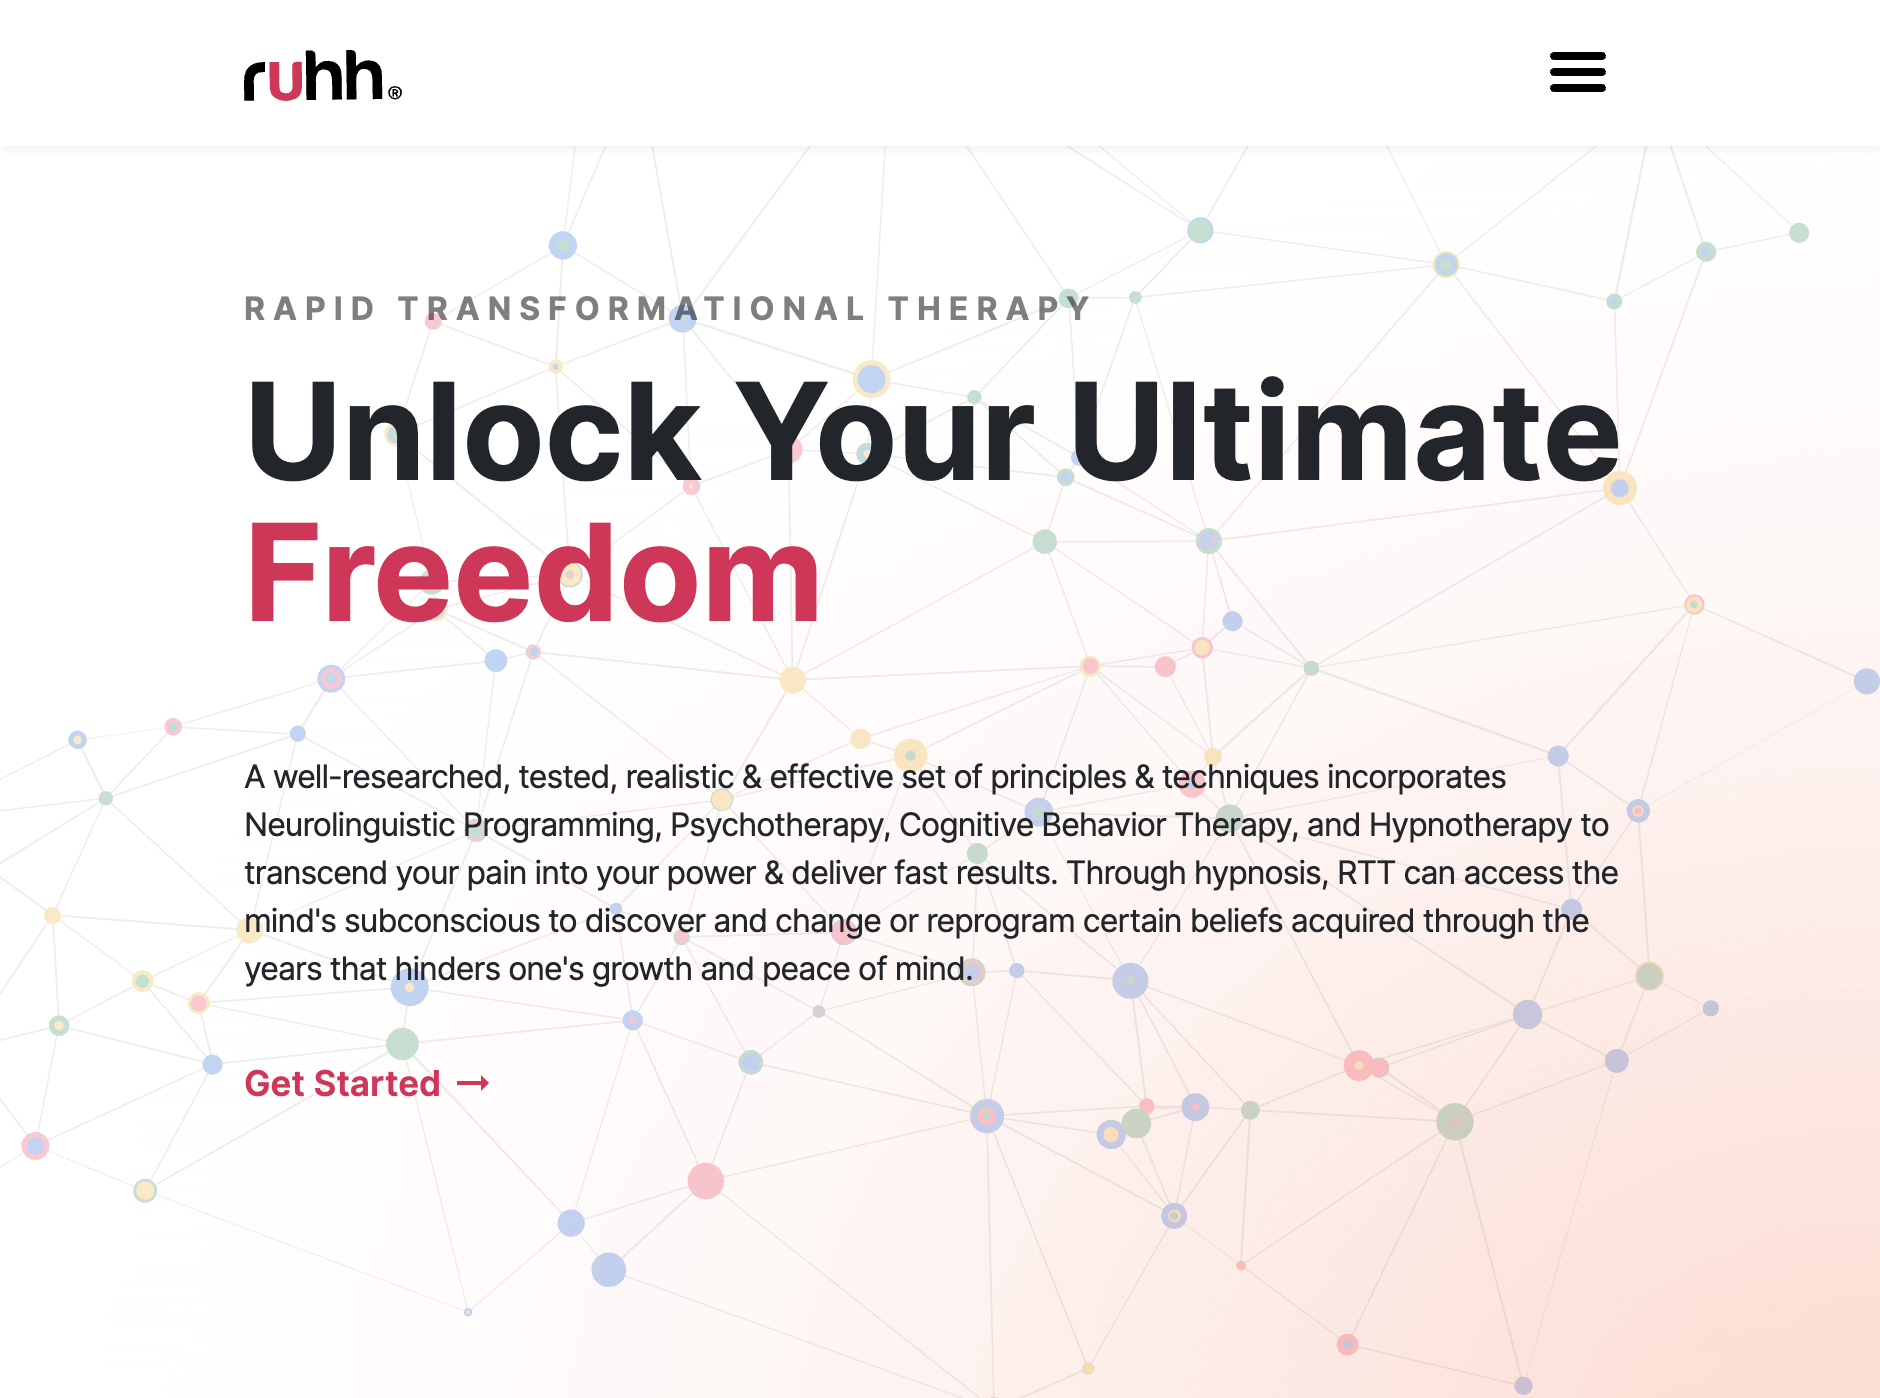 ruhh®
RAPID TRANSFORMATIONAL THERAPY
Unlock Your Ultimate
Freedom
A well-researched, tested, realistic & effective set of principles & techniques incorporates
Neurolinguistic Programming, Psychotherapy, Cognitive Behavior Therapy, and Hypnotherapy to
transcend your pain into your power & deliver fast results. Through hypnosis, RTT can access the
mind's subconscious to discover and change or reprogram certain beliefs acquired through the
years that hinders one's growth and peace of mind.
Get Started →